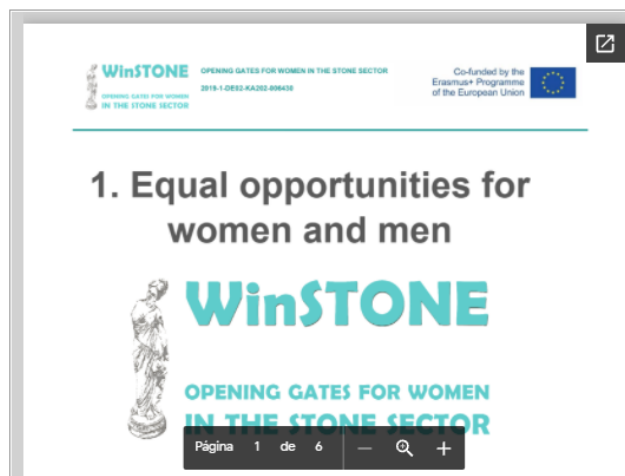 WinSTONE
OPENING GATES FOR WOMEN
IN THE STONE SECTOR
OPENING GATES FOR WOMEN IN THE STONE SECTOR
2019-1-DE02-KA202-006430
Co-funded by the
Erasmus+ Programme
of the European Union
1. Equal opportunities for
women and men
WinSTONE
OPENING GATES FOR WOMEN
IN THE STONE SECTOR
Página 1 de 6